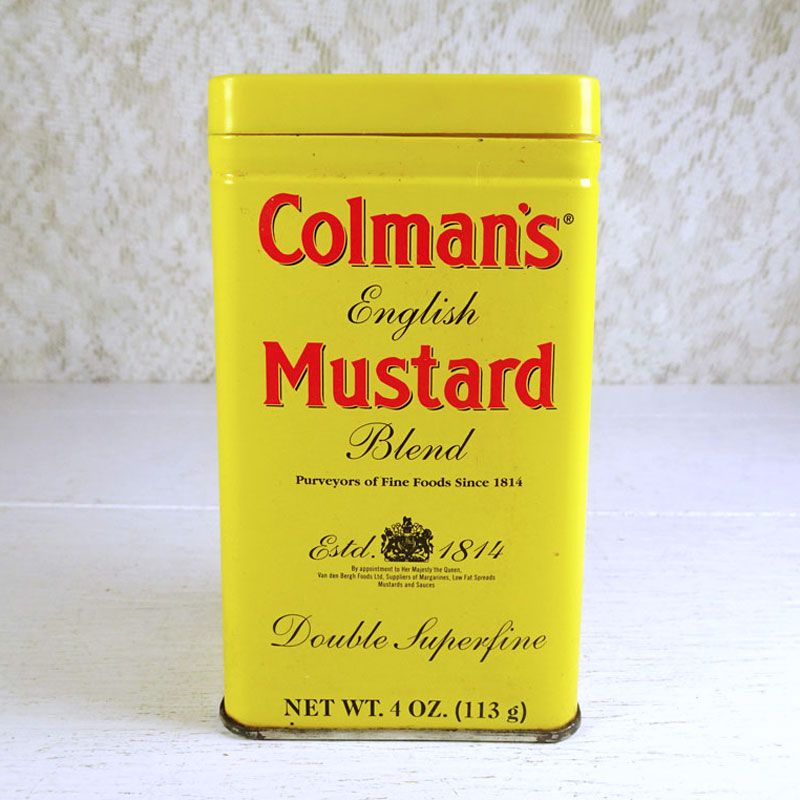 Colman's®
English
Mustard
Blend
Purveyors of Fine Foods Since 1814
Estd. 1814
By appointment to Her Majesty the Queen,
Van den Bergh Foods Ltd, Suppliers of Margarines, Low Fat Spreads
Mustards and Sauces
Double Superfine
NET WT. 4 OZ. (113 g)